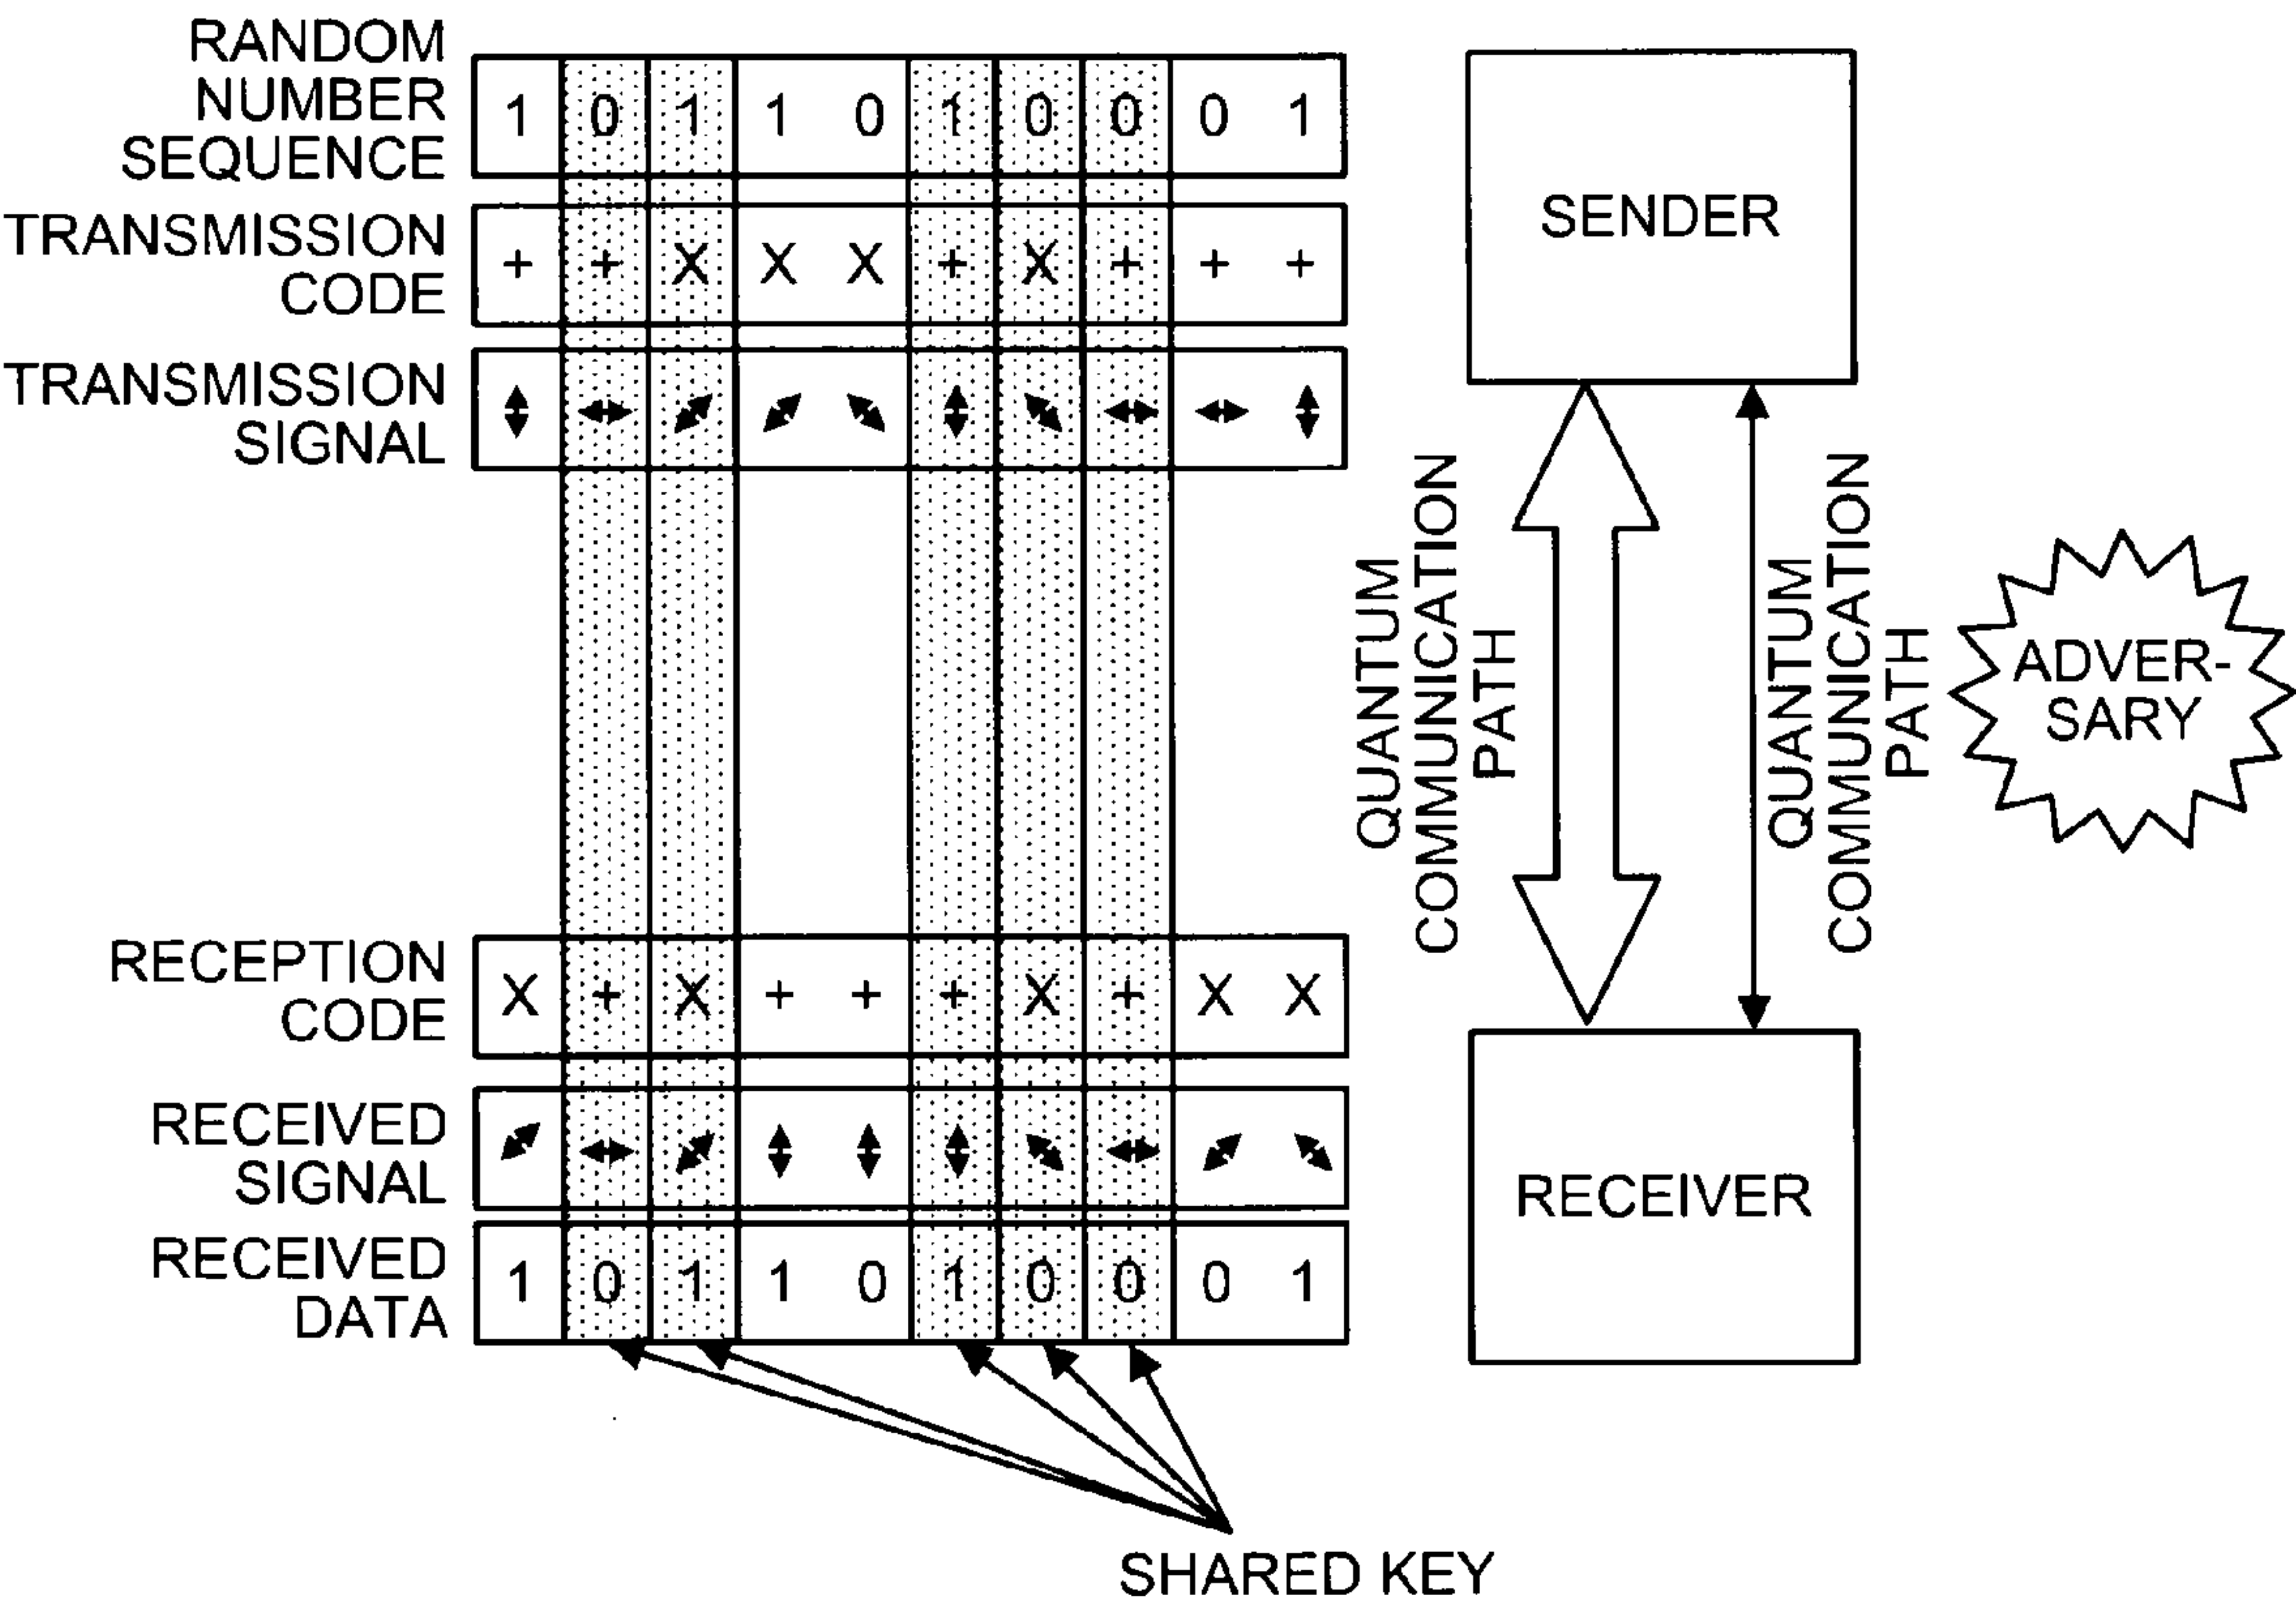 RANDOM
NUMBER
SEQUENCE
1 0 1 1 0 1 0 0 0 1
TRANSMISSION
CODE
+ + X X X + X + + +
TRANSMISSION
SIGNAL
RECEPTION
CODE
X + X + + + X + X X
RECEIVED
SIGNAL
RECEIVED
DATA
1 0 1 1 0 1 0 0 0 1
SHARED KEY
SENDER
QUANTUM
COMMUNICATION
PATH
QUANTUM
COMMUNICATION
PATH
ADVER-
SARY
RECEIVER